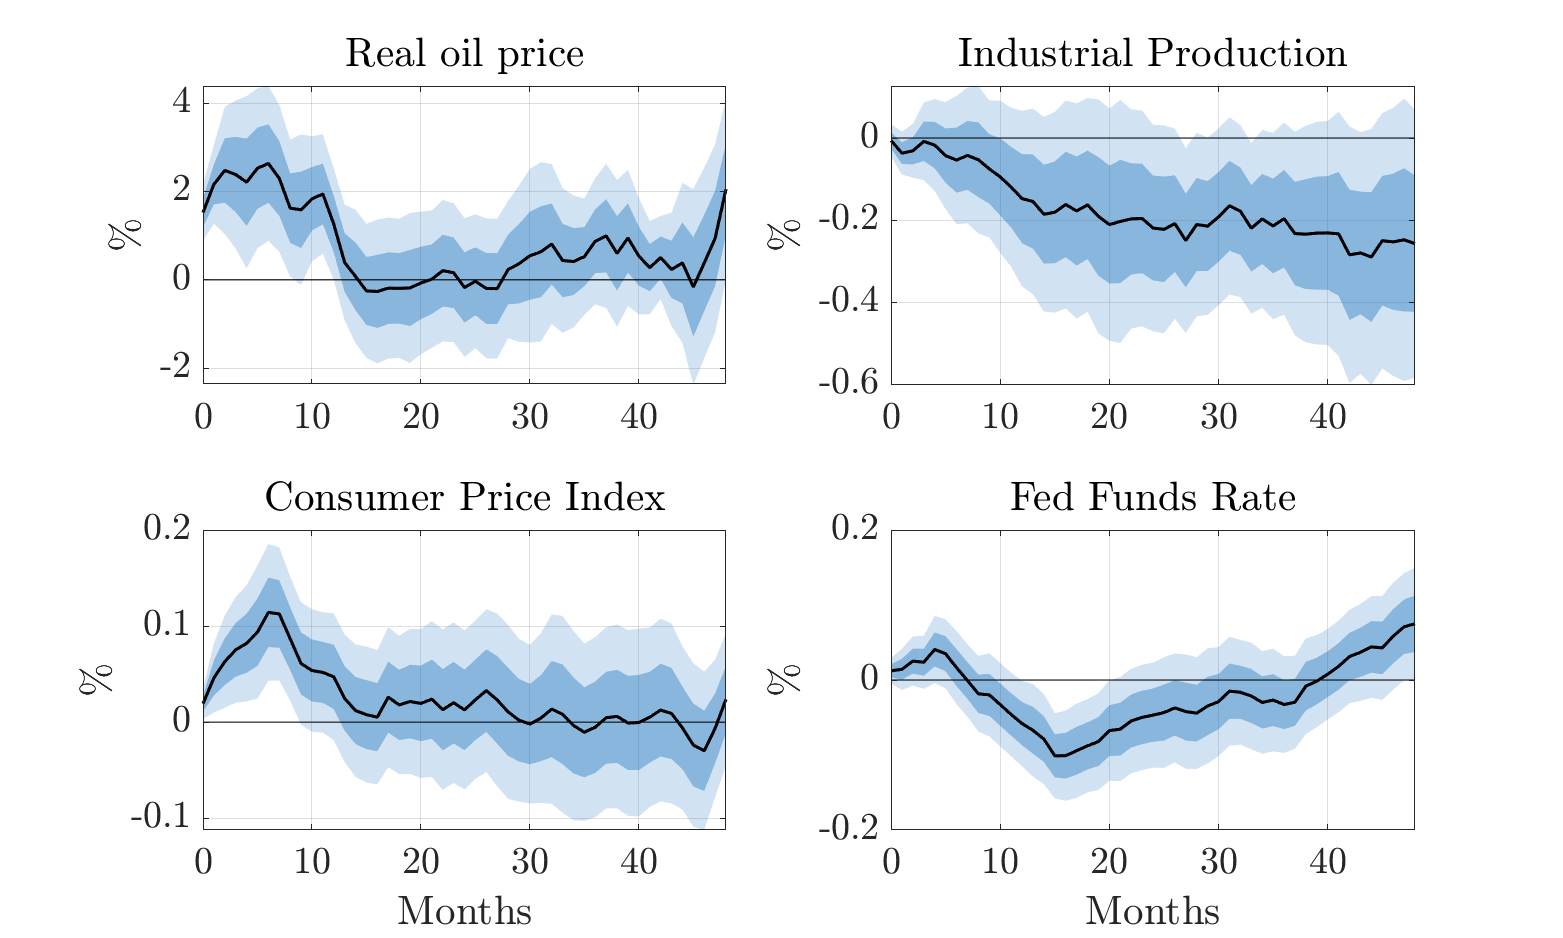 Real oil price
%
4
2
0
-2
0 10 20 30 40
Industrial Production
%
0
-0.2
-0.4
-0.6
0 10 20 30 40
Consumer Price Index
%
0.2
0.1
0
-0.1
0 10 20 30 40
Months
Fed Funds Rate
%
0.2
0
-0.2
0 10 20 30 40
Months